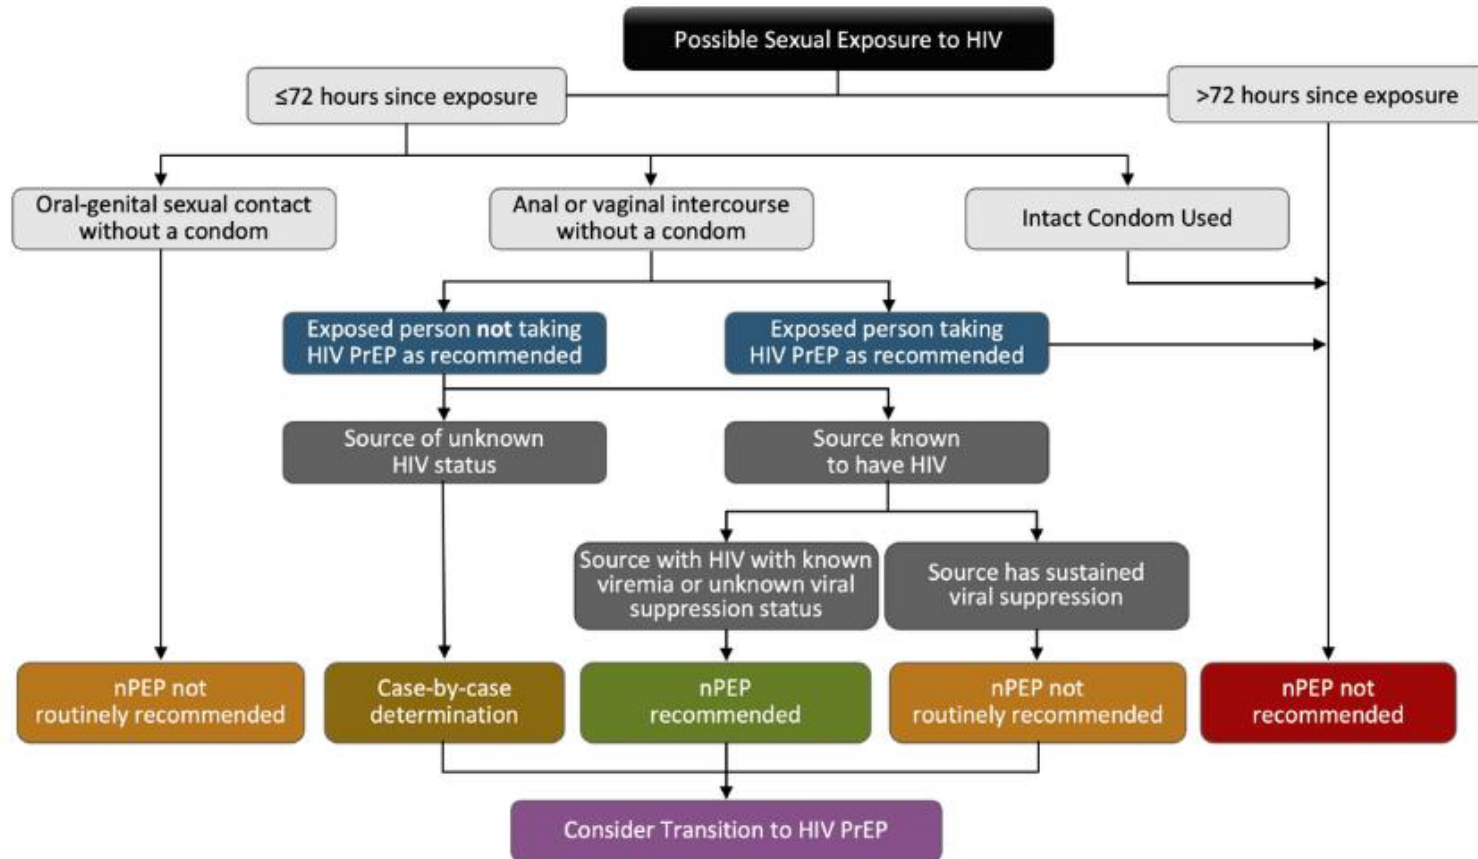 Possible Sexual Exposure to HIV
≤72 hours since exposure
>72 hours since exposure
Oral-genital sexual contact
without a condom
Anal or vaginal intercourse
without a condom
Intact Condom Used
Exposed person not taking
HIV PrEP as recommended
Exposed person taking
HIV PrEP as recommended
Source of unknown
HIV status
Source known
to have HIV
Source with HIV with known
viremia or unknown viral
suppression status
Source has sustained
viral suppression
nPEP not
routinely recommended
Case-by-case
determination
nPEP
recommended
nPEP not
routinely recommended
nPEP not
recommended
Consider Transition to HIV PrEP